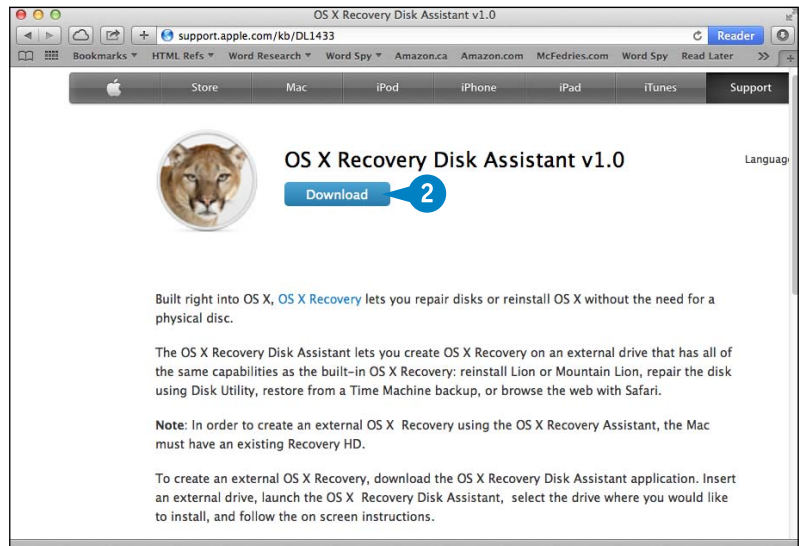 OS X Recovery Disk Assistant v1.0
support.apple.com/kb/DL1433
Reader
Bookmarks HTML Refs Word Research Word Spy Amazon.ca Amazon.com McFedries.com Word Spy Read Later >>
Store Mac iPod iPhone iPad iTunes Support
OS X Recovery Disk Assistant v1.0
Languag
Download
2
Built right into OS X, OS X Recovery lets you repair disks or reinstall OS X without the need for a
physical disc.
The OS X Recovery Disk Assistant lets you create OS X Recovery on an external drive that has all of
the same capabilities as the built-in OS X Recovery: reinstall Lion or Mountain Lion, repair the disk
using Disk Utility, restore from a Time Machine backup, or browse the web with Safari.
Note: In order to create an external OS X Recovery using the OS X Recovery Assistant, the Mac
must have an existing Recovery HD.
To create an external OS X Recovery, download the OS X Recovery Disk Assistant application. Insert
an external drive, launch the OS X Recovery Disk Assistant, select the drive where you would like
to install, and follow the on screen instructions.